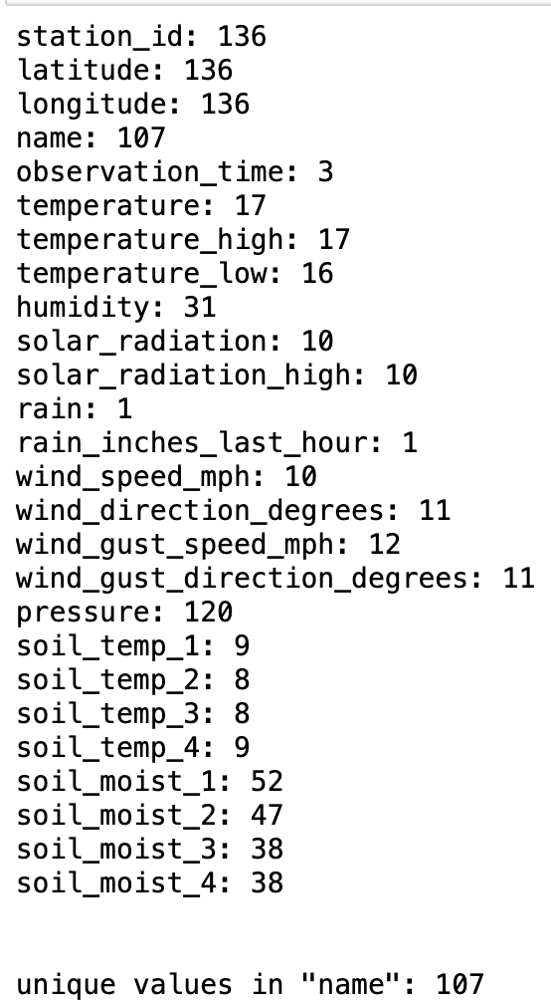 station_id: 136
latitude: 136
longitude: 136
name: 107
observation_time: 3
temperature: 17
temperature_high: 17
temperature_low: 16
humidity: 31
solar_radiation: 10
solar_radiation_high: 10
rain: 1
rain_inches_last_hour: 1
wind_speed_mph: 10
wind_direction_degrees: 11
wind_gust_speed_mph: 12
wind_gust_direction_degrees: 11
pressure: 120
soil_temp_1: 9
soil_temp_2: 8
soil_temp_3: 8
soil_temp_4: 9
soil_moist_1: 52
soil_moist_2: 47
soil_moist_3: 38
soil_moist_4: 38
unique values in "name": 107